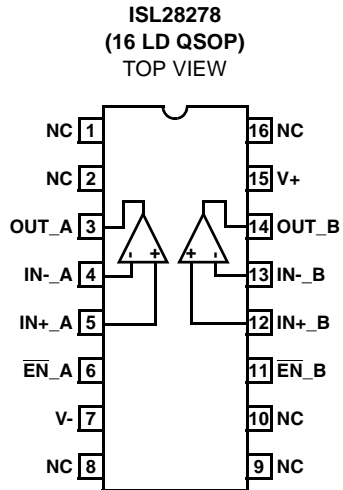 ISL28278
(16 LD QSOP)
TOP VIEW
NC 1 16 NC
NC 2 15 V+
OUT_A 3 14 OUT_B
- + + -
IN-_A 4 13 IN-_B
IN+_A 5 12 IN+_B
E̅N̅_A 6 11 E̅N̅_B
V- 7 10 NC
NC 8 9 NC